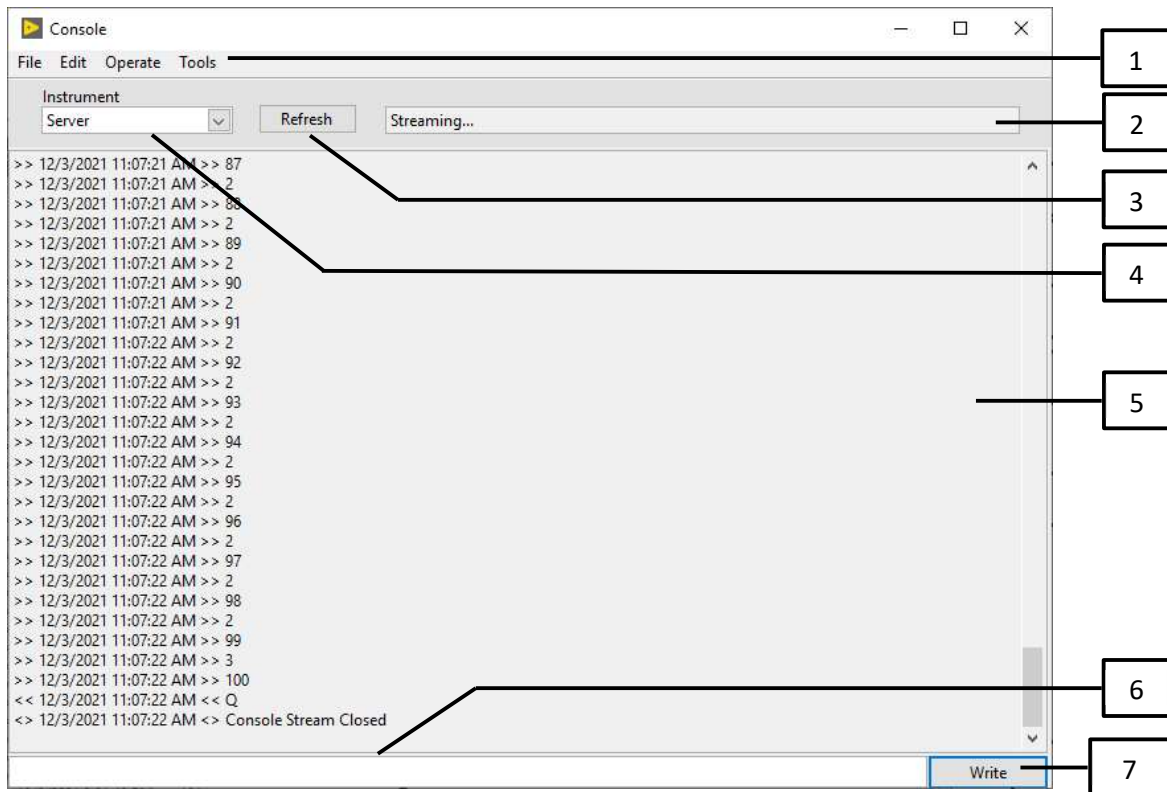 Console
File Edit Operate Tools
1
Instrument
Server
Refresh
Streaming...
2
>> 12/3/2021 11:07:21 AM >> 87
>> 12/3/2021 11:07:21 AM >> 2
>> 12/3/2021 11:07:21 AM >> 88
3
>> 12/3/2021 11:07:21 AM >> 2
>> 12/3/2021 11:07:21 AM >> 89
>> 12/3/2021 11:07:21 AM >> 2
4
>> 12/3/2021 11:07:21 AM >> 90
>> 12/3/2021 11:07:21 AM >> 2
>> 12/3/2021 11:07:21 AM >> 91
>> 12/3/2021 11:07:22 AM >> 2
>> 12/3/2021 11:07:22 AM >> 92
>> 12/3/2021 11:07:22 AM >> 2
>> 12/3/2021 11:07:22 AM >> 93
5
>> 12/3/2021 11:07:22 AM >> 2
>> 12/3/2021 11:07:22 AM >> 94
>> 12/3/2021 11:07:22 AM >> 2
>> 12/3/2021 11:07:22 AM >> 95
>> 12/3/2021 11:07:22 AM >> 2
>> 12/3/2021 11:07:22 AM >> 96
>> 12/3/2021 11:07:22 AM >> 2
>> 12/3/2021 11:07:22 AM >> 97
>> 12/3/2021 11:07:22 AM >> 2
>> 12/3/2021 11:07:22 AM >> 98
>> 12/3/2021 11:07:22 AM >> 2
>> 12/3/2021 11:07:22 AM >> 99
>> 12/3/2021 11:07:22 AM >> 3
>> 12/3/2021 11:07:22 AM >> 100
6
<< 12/3/2021 11:07:22 AM << Q
<> 12/3/2021 11:07:22 AM <> Console Stream Closed
Write
7